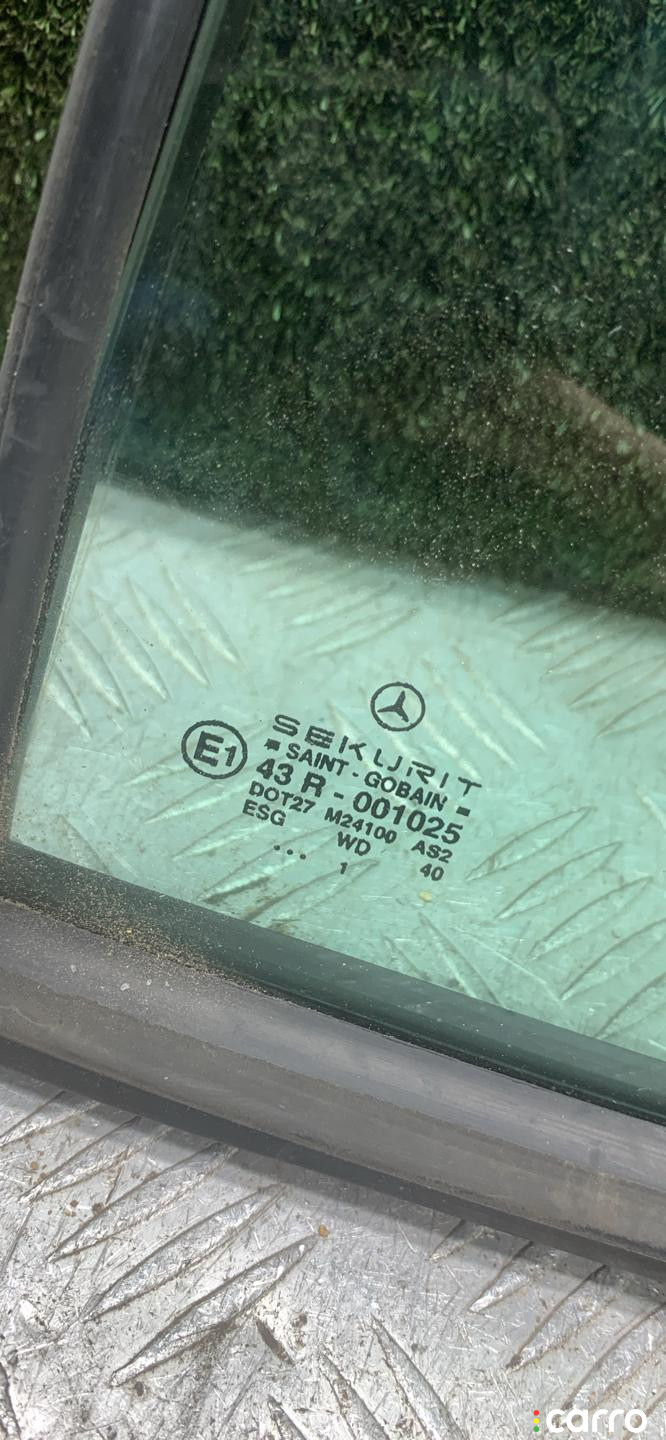 SEKURIT
SAINT - GOBAIN
E1
43 R - 001025
DOT27 M24100 AS2
ESG WD 40
... 1
carro